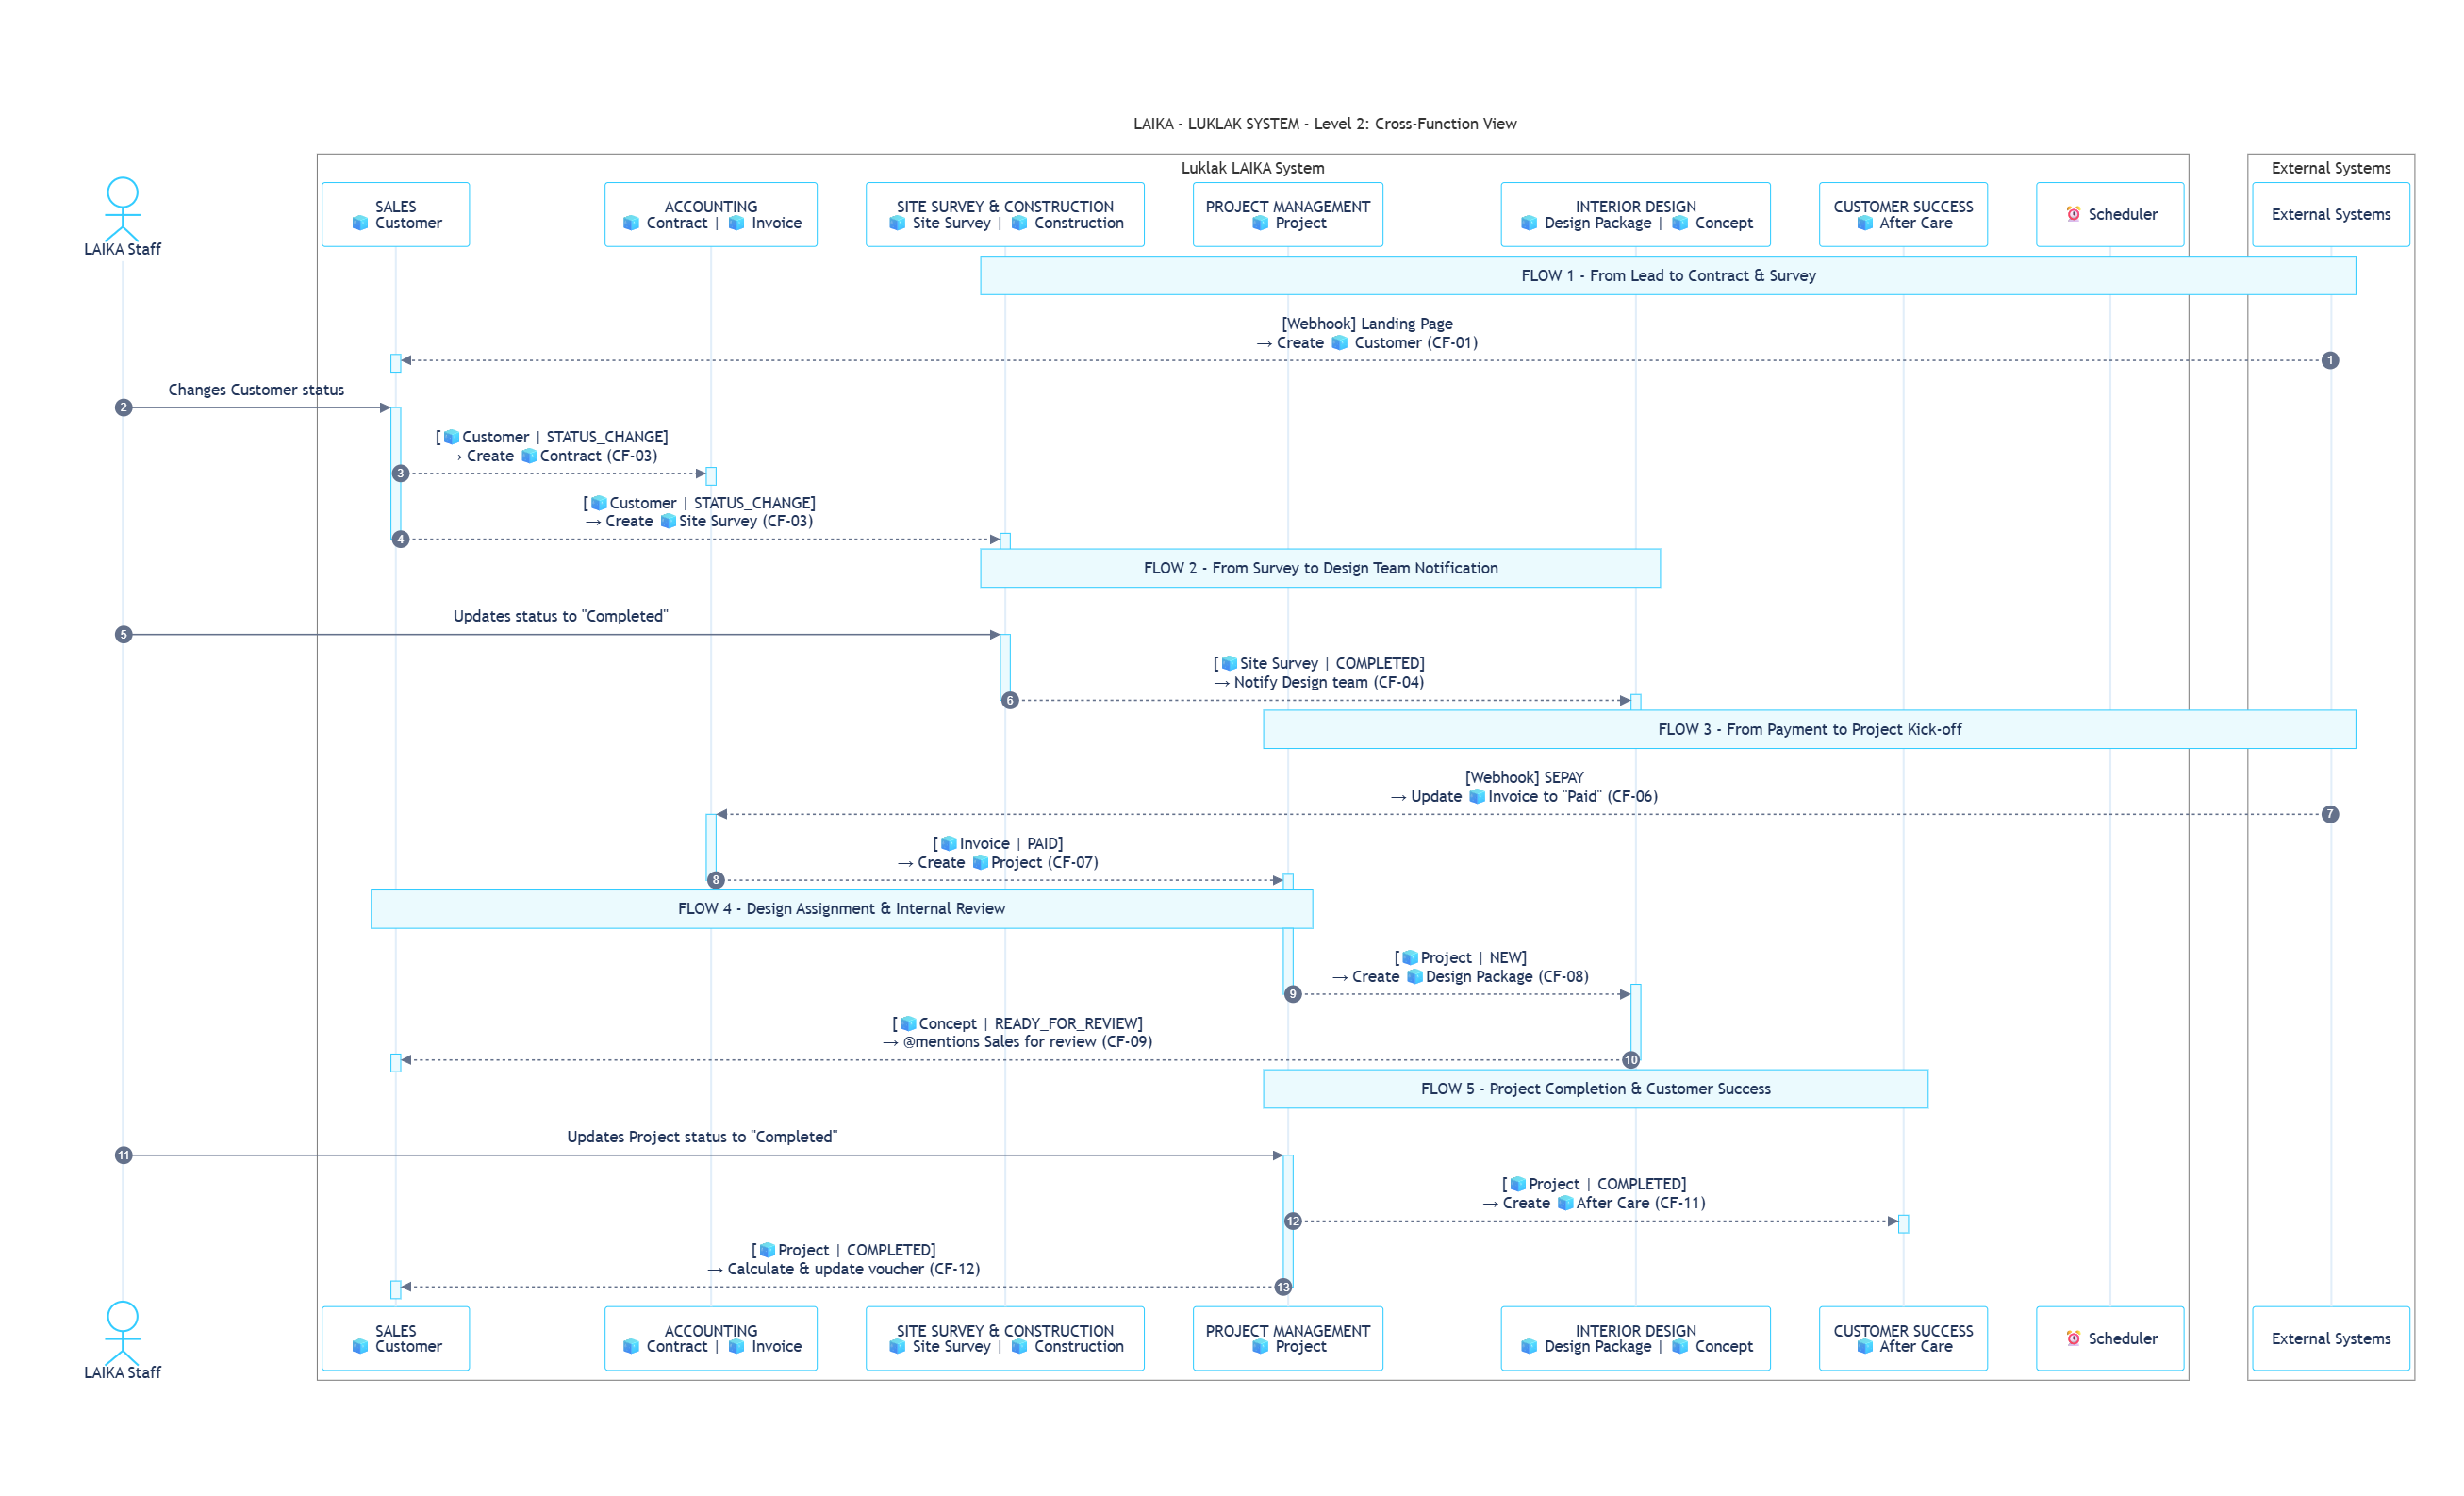 LAIKA - LUKLAK SYSTEM - Level 2: Cross-Function View
Luklak LAIKA System
External Systems
LAIKA Staff
SALES
Customer
ACCOUNTING
Contract | Invoice
SITE SURVEY & CONSTRUCTION
Site Survey | Construction
PROJECT MANAGEMENT
Project
INTERIOR DESIGN
Design Package | Concept
CUSTOMER SUCCESS
After Care
Scheduler
External Systems
FLOW 1 - From Lead to Contract & Survey
[Webhook] Landing Page
→ Create Customer (CF-01)
1
Changes Customer status
2
[Customer | STATUS_CHANGE]
→ Create Contract (CF-03)
3
[Customer | STATUS_CHANGE]
→ Create Site Survey (CF-03)
4
FLOW 2 - From Survey to Design Team Notification
Updates status to "Completed"
5
[Site Survey | COMPLETED]
→ Notify Design team (CF-04)
6
FLOW 3 - From Payment to Project Kick-off
[Webhook] SEPAY
→ Update Invoice to "Paid" (CF-06)
7
[Invoice | PAID]
→ Create Project (CF-07)
8
FLOW 4 - Design Assignment & Internal Review
[Project | NEW]
→ Create Design Package (CF-08)
9
[Concept | READY_FOR_REVIEW]
→ @mentions Sales for review (CF-09)
10
FLOW 5 - Project Completion & Customer Success
Updates Project status to "Completed"
11
[Project | COMPLETED]
→ Create After Care (CF-11)
12
[Project | COMPLETED]
→ Calculate & update voucher (CF-12)
13
LAIKA Staff
SALES
Customer
ACCOUNTING
Contract | Invoice
SITE SURVEY & CONSTRUCTION
Site Survey | Construction
PROJECT MANAGEMENT
Project
INTERIOR DESIGN
Design Package | Concept
CUSTOMER SUCCESS
After Care
Scheduler
External Systems